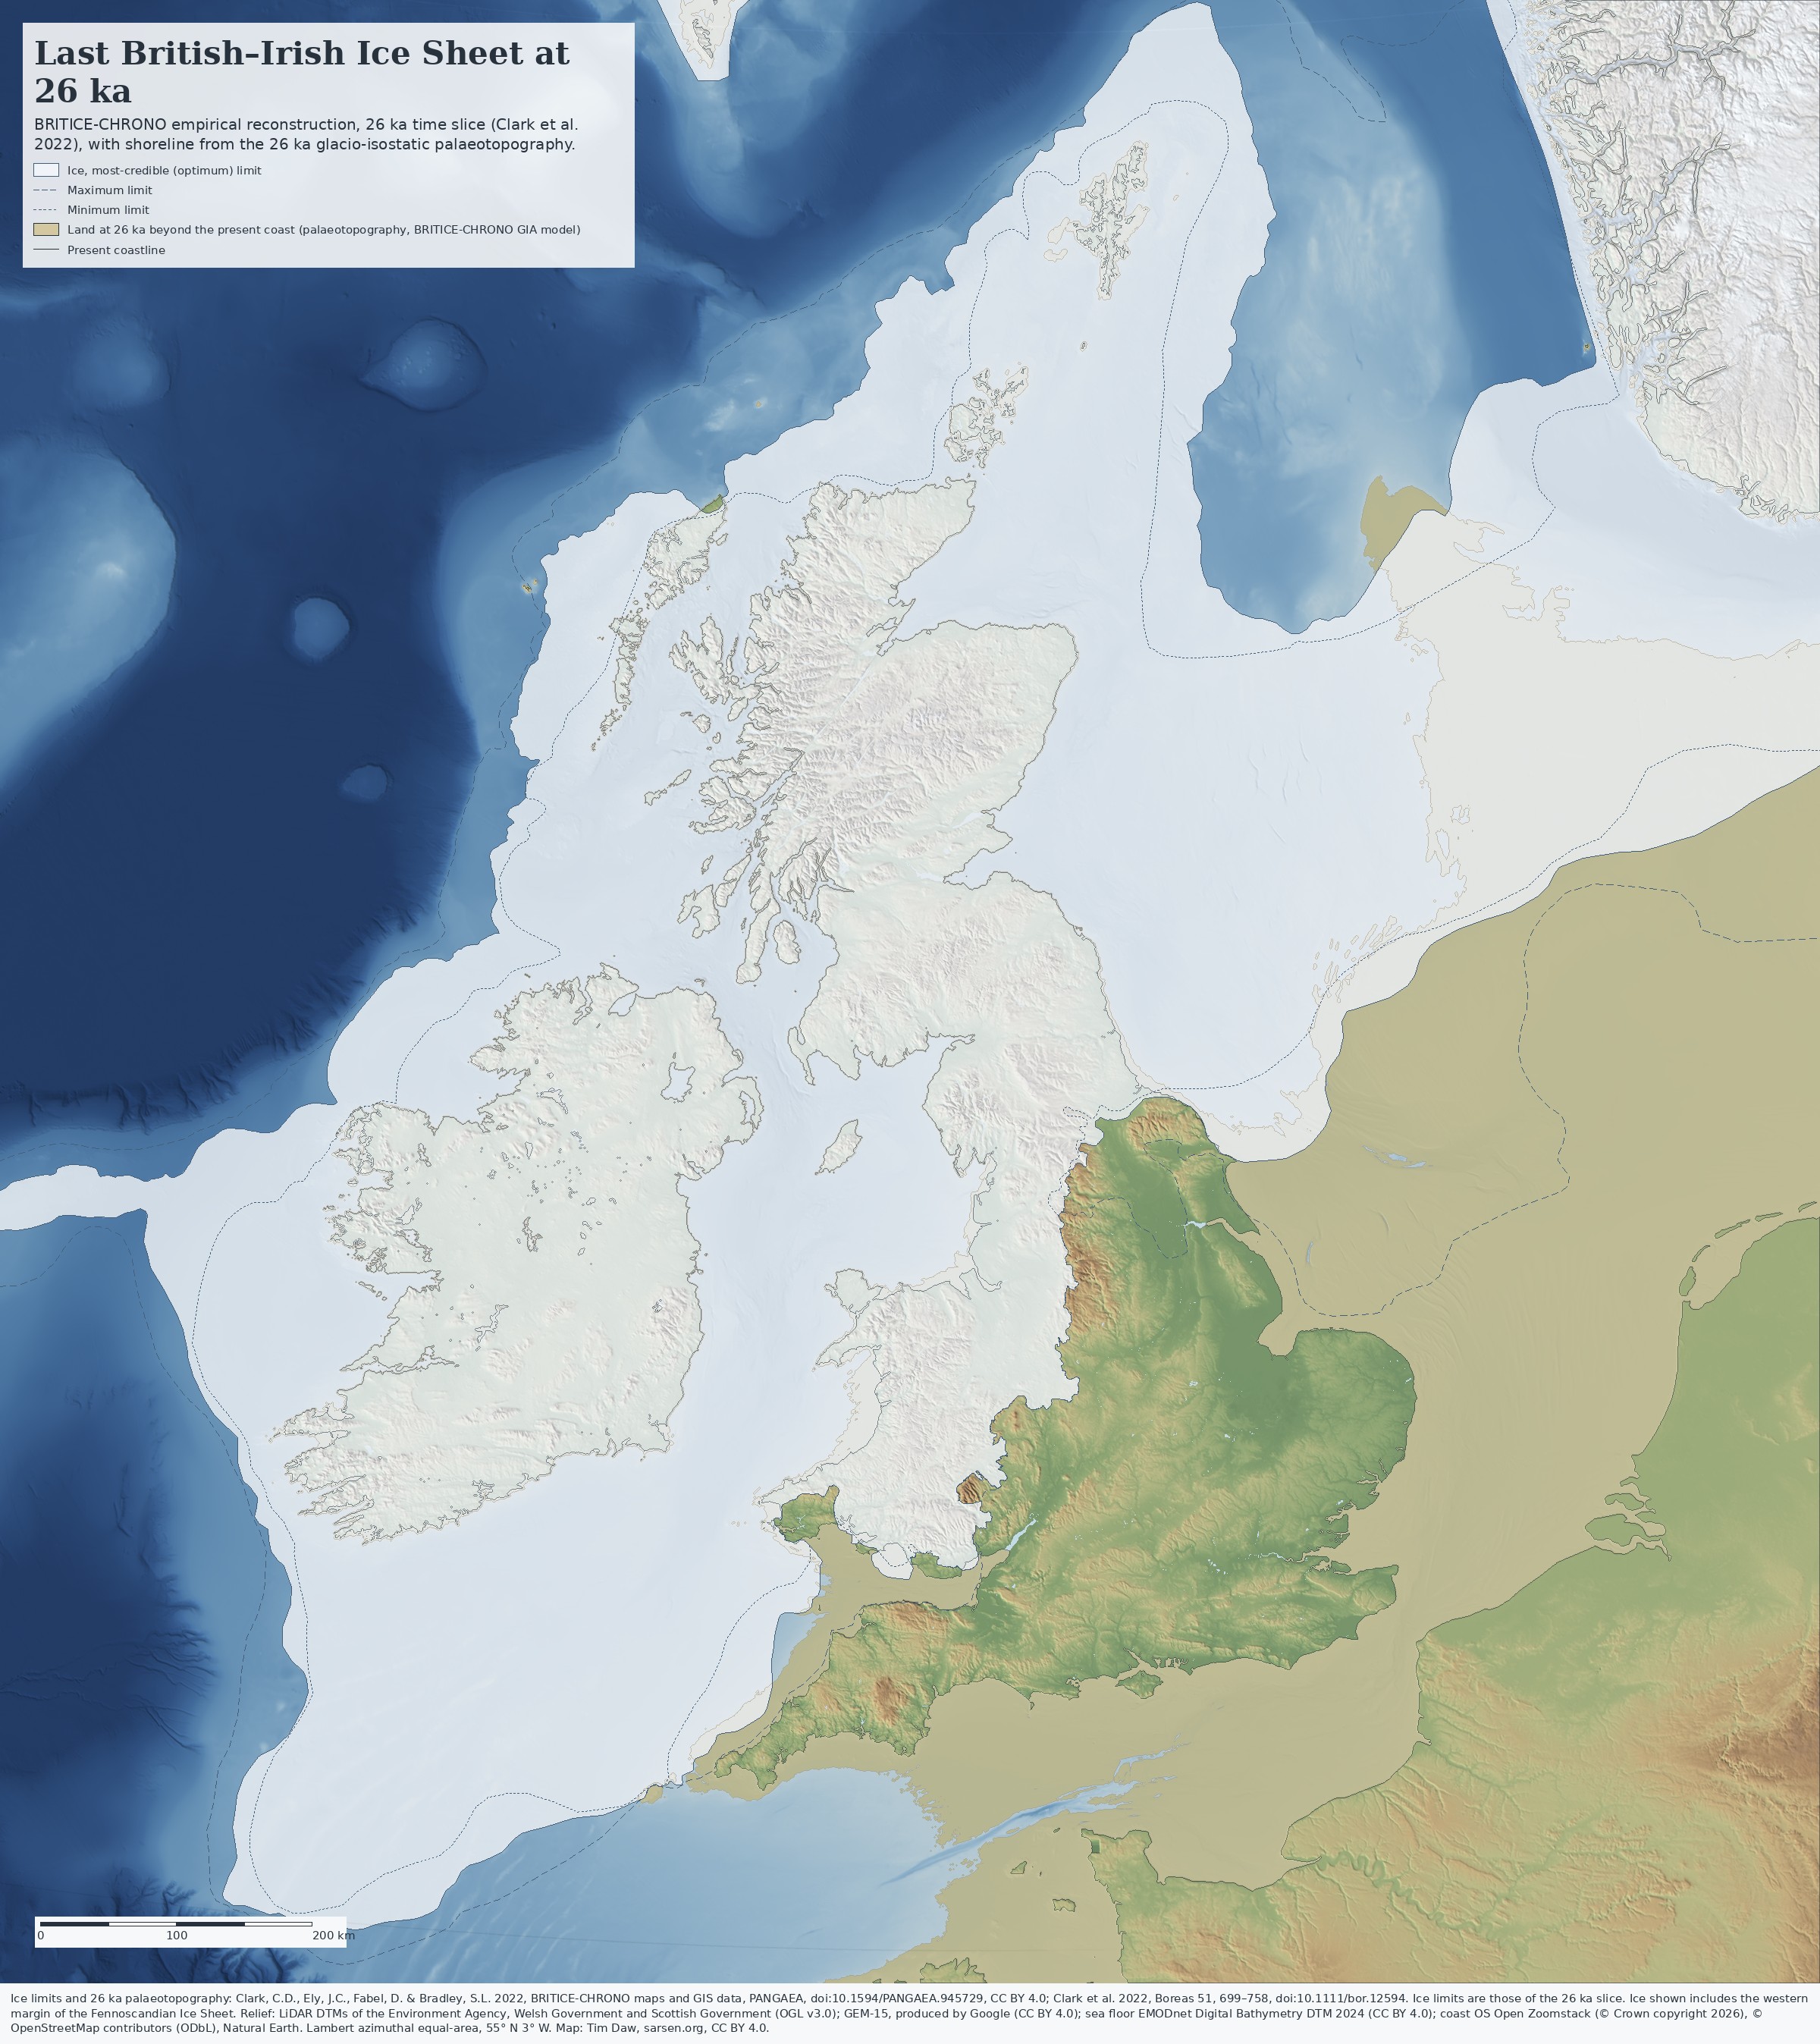 Last British–Irish Ice Sheet at
26 ka
BRITICE-CHRONO empirical reconstruction, 26 ka time slice (Clark et al.
2022), with shoreline from the 26 ka glacio-isostatic palaeotopography.
Ice, most-credible (optimum) limit
Maximum limit
Minimum limit
Land at 26 ka beyond the present coast (palaeotopography, BRITICE-CHRONO GIA model)
Present coastline
0 100 200 km
Ice limits and 26 ka palaeotopography: Clark, C.D., Ely, J.C., Fabel, D. & Bradley, S.L. 2022, BRITICE-CHRONO maps and GIS data, PANGAEA, doi:10.1594/PANGAEA.945729, CC BY 4.0; Clark et al. 2022, Boreas 51, 699–758, doi:10.1111/bor.12594. Ice limits are those of the 26 ka slice. Ice shown includes the western
margin of the Fennoscandian Ice Sheet. Relief: LiDAR DTMs of the Environment Agency, Welsh Government and Scottish Government (OGL v3.0); GEM-15, produced by Google (CC BY 4.0); sea floor EMODnet Digital Bathymetry DTM 2024 (CC BY 4.0); coast OS Open Zoomstack (© Crown copyright 2026), ©
OpenStreetMap contributors (ODbL), Natural Earth. Lambert azimuthal equal-area, 55° N 3° W. Map: Tim Daw, sarsen.org, CC BY 4.0.